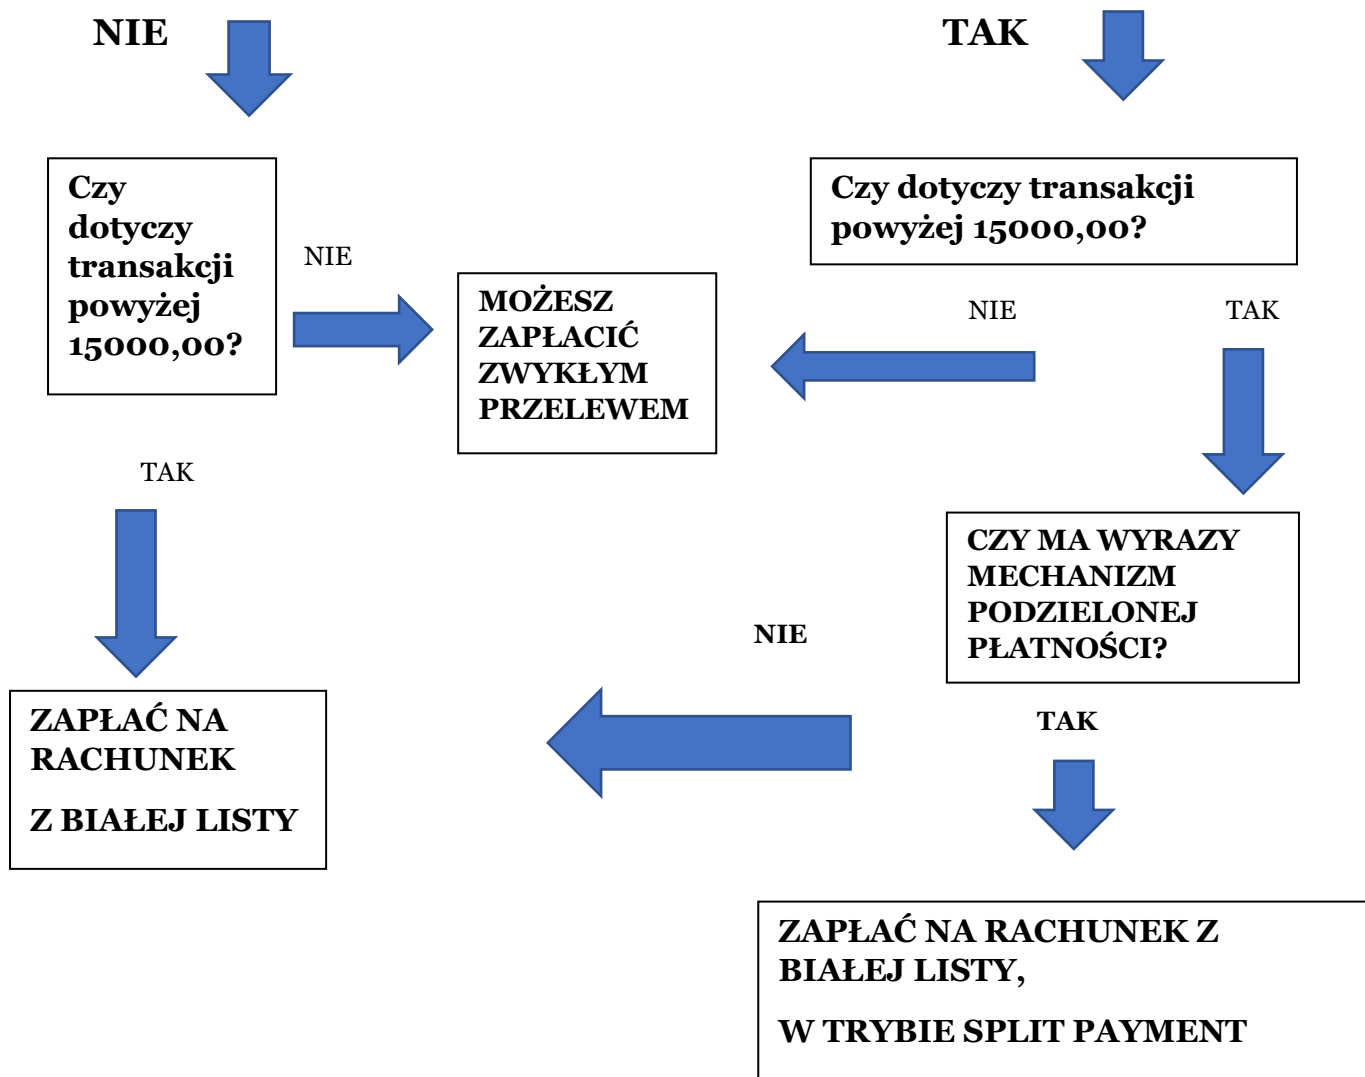 NIE
TAK
Czy
dotyczy
transakcji
powyżej
15000,00?
NIE
MOŻESZ
ZAPŁACIĆ
ZWYKŁYM
PRZELEWEM
Czy dotyczy transakcji
powyżej 15000,00?
NIE
TAK
TAK
CZY MA WYRAZY
MECHANIZM
PODZIELONEJ
PŁATNOŚCI?
NIE
TAK
ZAPŁAĆ NA
RACHUNEK
Z BIAŁEJ LISTY
ZAPŁAĆ NA RACHUNEK Z
BIAŁEJ LISTY,
W TRYBIE SPLIT PAYMENT